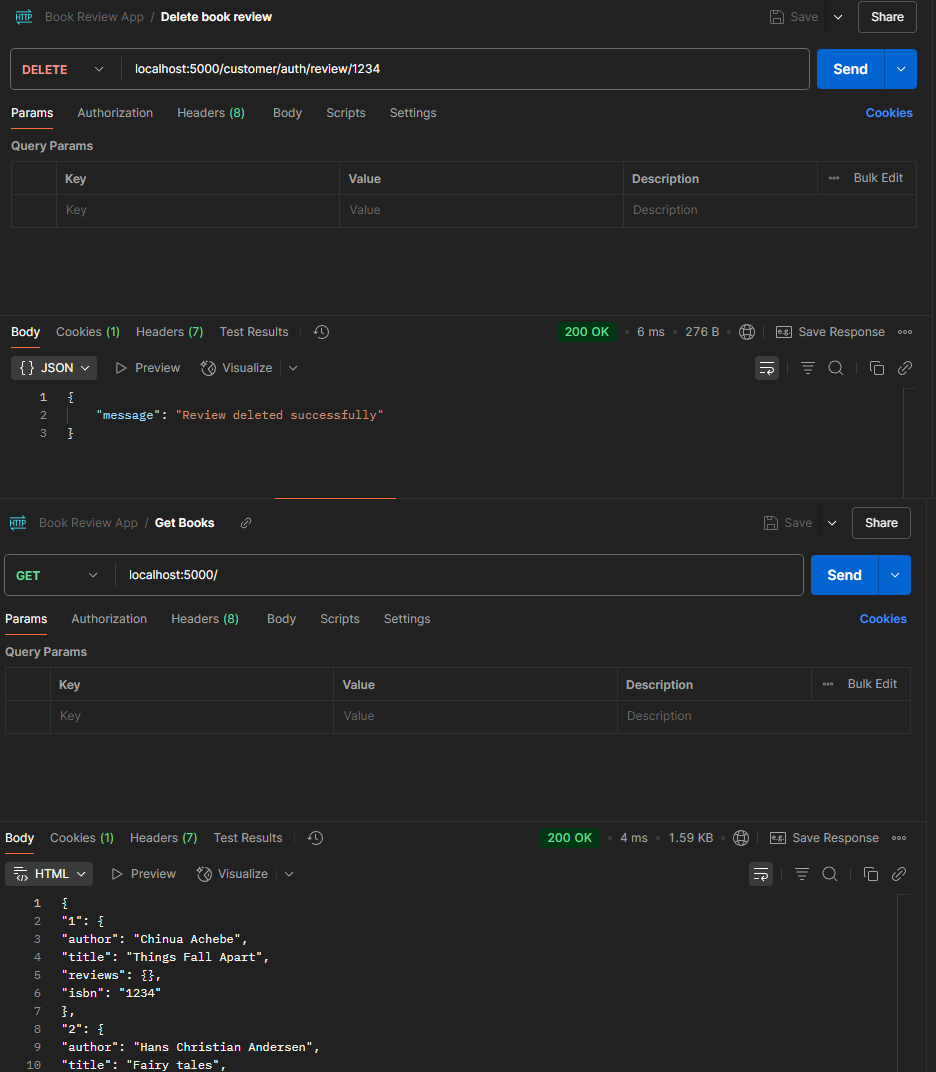 HTTP Book Review App / Delete book review Save Share
DELETE localhost:5000/customer/auth/review/1234 Send
Params Authorization Headers (8) Body Scripts Settings Cookies
Query Params
Key Value Description Bulk Edit
Key Value Description
Body Cookies (1) Headers (7) Test Results 200 OK • 6 ms • 276 B • e.g. Save Response
{} JSON Preview Visualize
1 {
2 "message": "Review deleted successfully"
3 }
HTTP Book Review App / Get Books Save Share
GET localhost:5000/ Send
Params Authorization Headers (8) Body Scripts Settings Cookies
Query Params
Key Value Description Bulk Edit
Key Value Description
Body Cookies (1) Headers (7) Test Results 200 OK • 4 ms • 1.59 KB • e.g. Save Response
HTML Preview Visualize
1 {
2 "1": {
3 "author": "Chinua Achebe",
4 "title": "Things Fall Apart",
5 "reviews": {},
6 "isbn": "1234"
7 },
8 "2": {
9 "author": "Hans Christian Andersen",
10 "title": "Fairy tales",